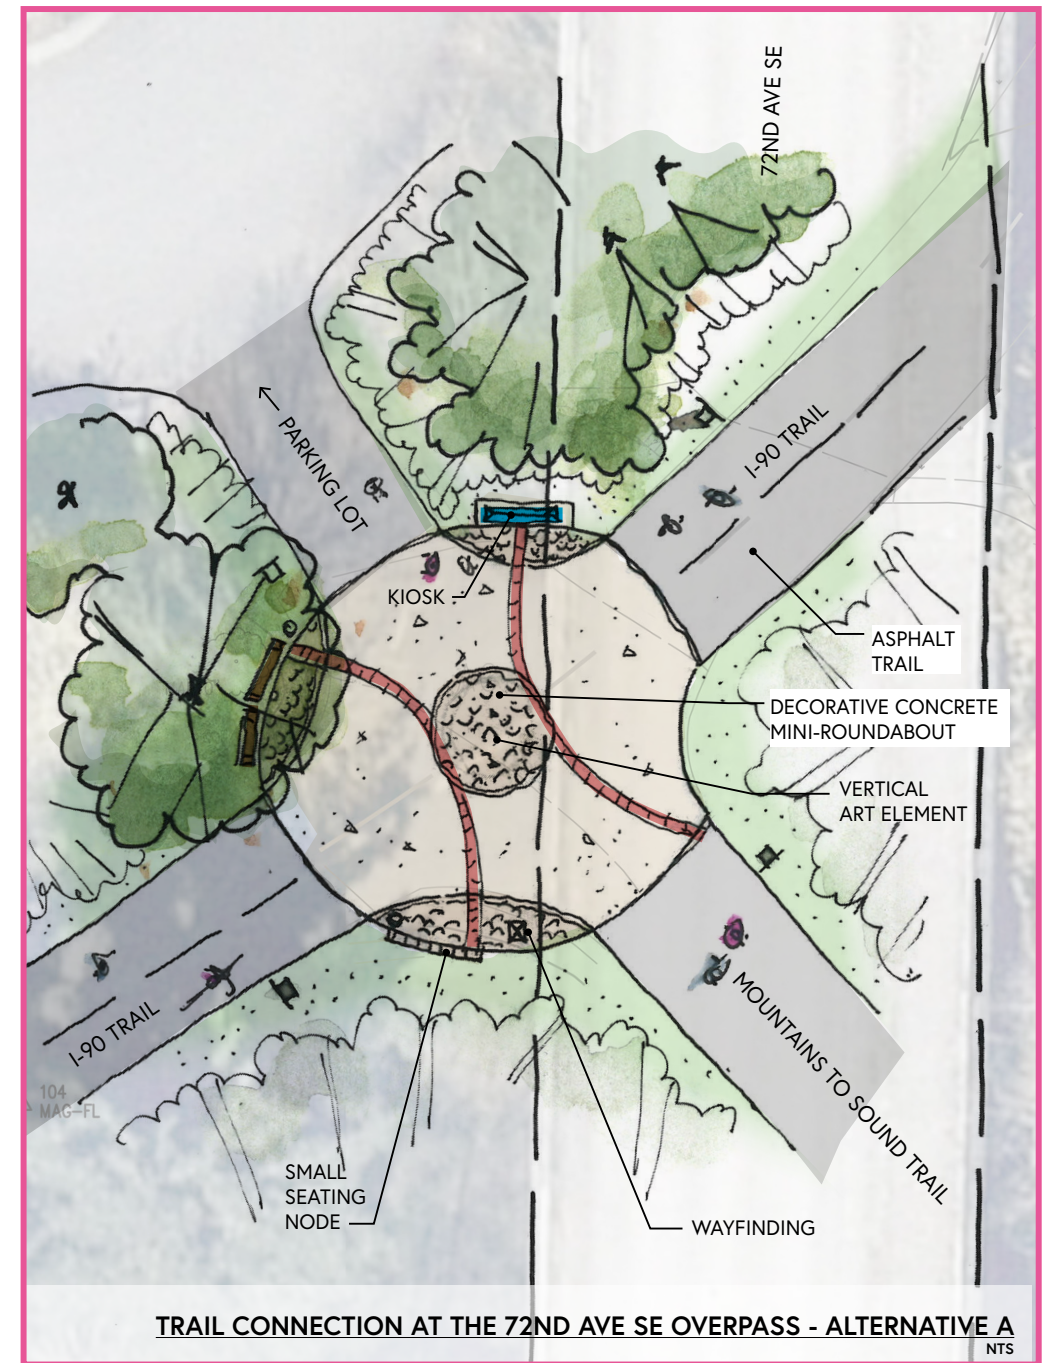 72ND AVE SE
I-90 TRAIL
PARKING LOT
KIOSK
ASPHALT
TRAIL
DECORATIVE CONCRETE
MINI-ROUNDABOUT
VERTICAL
ART ELEMENT
I-90 TRAIL
MOUNTAINS TO SOUND TRAIL
104
MAG-FL
SMALL
SEATING
NODE
WAYFINDING
TRAIL CONNECTION AT THE 72ND AVE SE OVERPASS - ALTERNATIVE A
NTS